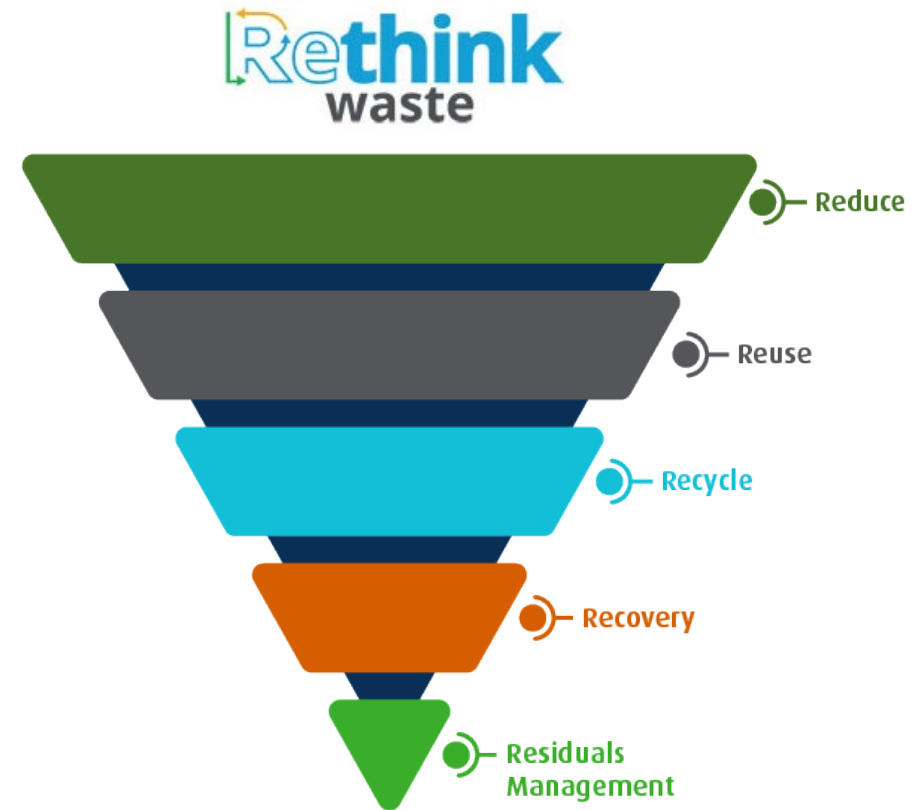 Rethink
waste
Reduce
Reuse
Recycle
Recovery
Residuals
Management